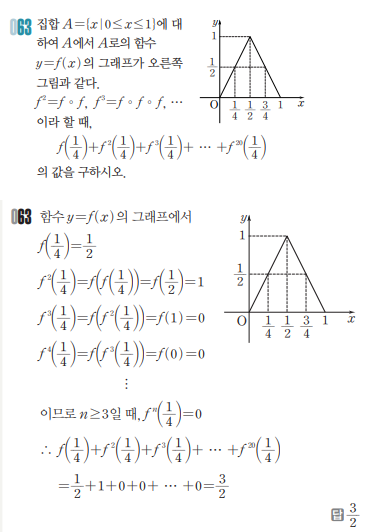 063 집합 A={x|0≤x≤1}에 대
하여 A에서 A로의 함수
y=f(x)의 그래프가 오른쪽
그림과 같다.
f²=f∘f, f³=f∘f∘f, ⋯
이라 할 때,
f(1/4)+f²(1/4)+f³(1/4)+ ⋯ +f²⁰(1/4)
의 값을 구하시오.
y
1
1/2
O 1/4 1/2 3/4 1 x
063 함수 y=f(x)의 그래프에서
f(1/4)=1/2
f²(1/4)=f(f(1/4))=f(1/2)=1
f³(1/4)=f(f²(1/4))=f(1)=0
f⁴(1/4)=f(f³(1/4))=f(0)=0
⋮
이므로 n≥3일 때, fⁿ(1/4)=0
∴ f(1/4)+f²(1/4)+f³(1/4)+ ⋯ +f²⁰(1/4)
=1/2+1+0+0+ ⋯ +0=3/2
y
1
1/2
O 1/4 1/2 3/4 1 x
답 3/2